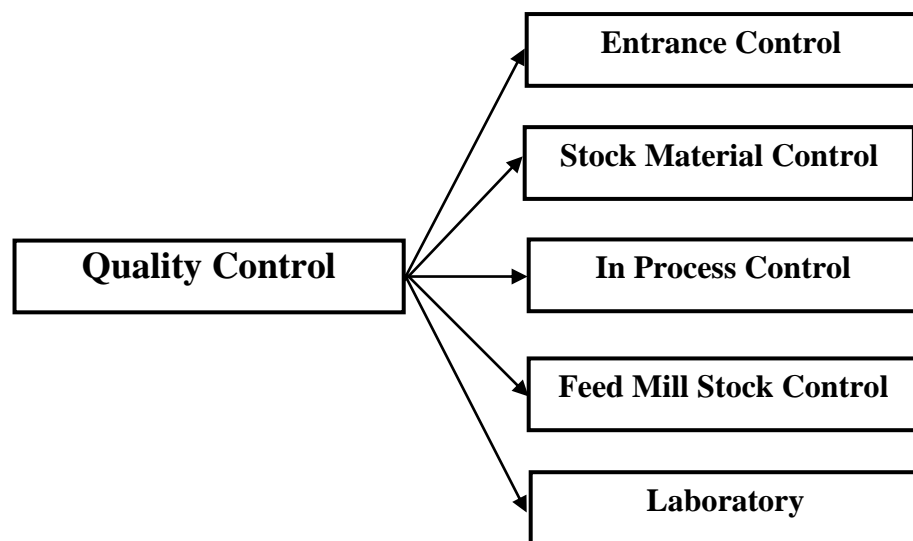 Entrance Control
Stock Material Control
Quality Control
In Process Control
Feed Mill Stock Control
Laboratory